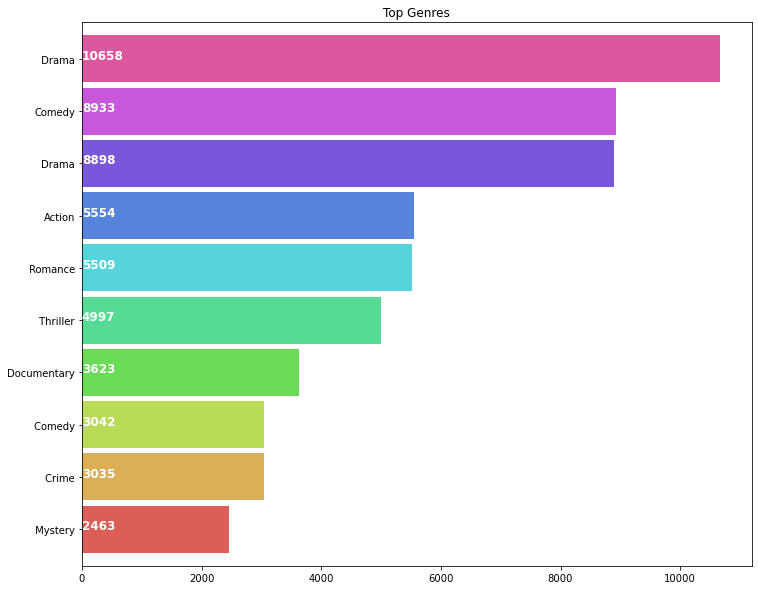 Top Genres
Drama 10658
Comedy 8933
Drama 8898
Action 5554
Romance 5509
Thriller 4997
Documentary 3623
Comedy 3042
Crime 3035
Mystery 2463
0 2000 4000 6000 8000 10000